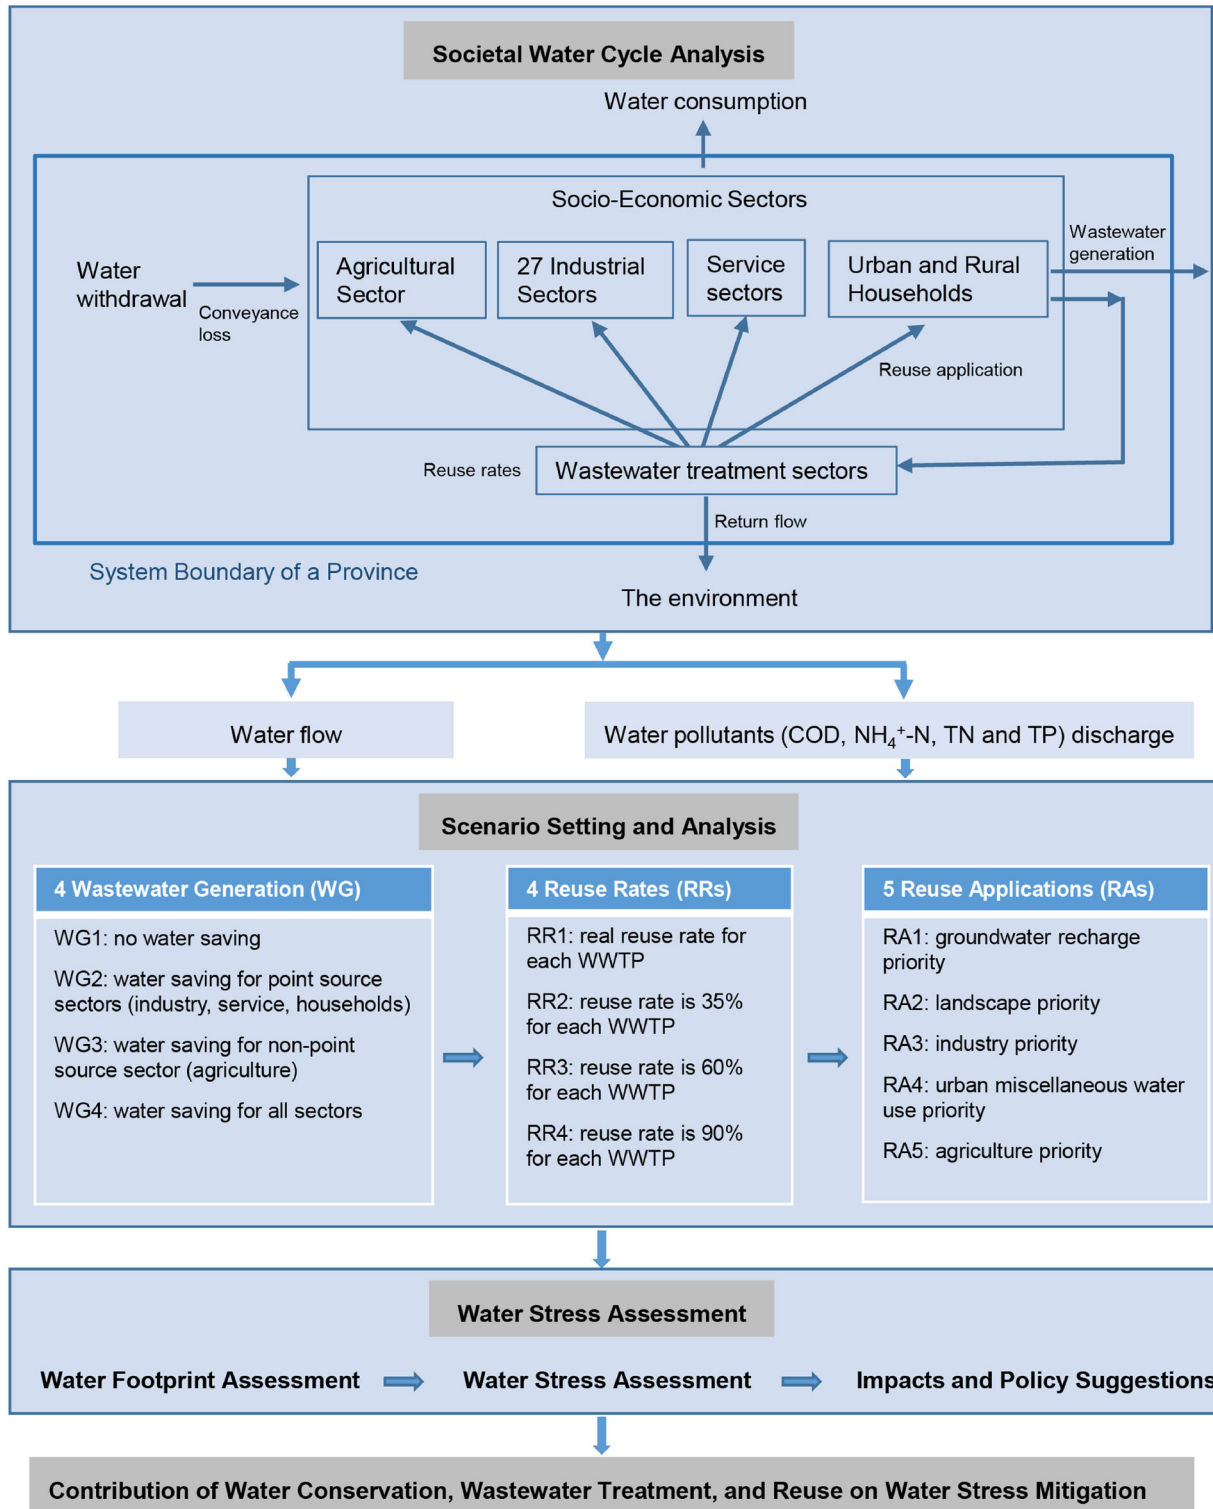 Societal Water Cycle Analysis
Water consumption
Socio-Economic Sectors
Water
withdrawal
Conveyance
loss
Agricultural
Sector
27 Industrial
Sectors
Service
sectors
Urban and Rural
Households
Wastewater
generation
Reuse application
Reuse rates
Wastewater treatment sectors
Return flow
System Boundary of a Province
The environment
Water flow
Water pollutants (COD, NH₄⁺-N, TN and TP) discharge
Scenario Setting and Analysis
4 Wastewater Generation (WG)
WG1: no water saving
WG2: water saving for point source
sectors (industry, service, households)
WG3: water saving for non-point
source sector (agriculture)
WG4: water saving for all sectors
4 Reuse Rates (RRs)
RR1: real reuse rate for
each WWTP
RR2: reuse rate is 35%
for each WWTP
RR3: reuse rate is 60%
for each WWTP
RR4: reuse rate is 90%
for each WWTP
5 Reuse Applications (RAs)
RA1: groundwater recharge
priority
RA2: landscape priority
RA3: industry priority
RA4: urban miscellaneous water
use priority
RA5: agriculture priority
Water Stress Assessment
Water Footprint Assessment
Water Stress Assessment
Impacts and Policy Suggestions
Contribution of Water Conservation, Wastewater Treatment, and Reuse on Water Stress Mitigation